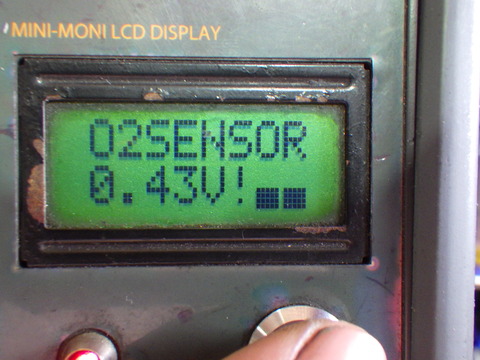 MINI-MONI LCD DISPLAY
O2SENSOR
0.43V!